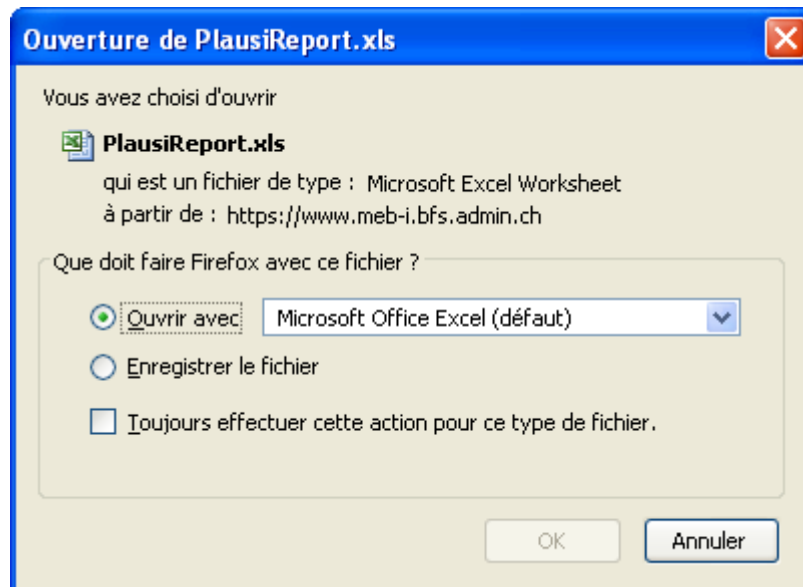 Ouverture de PlausiReport.xls
Vous avez choisi d'ouvrir
PlausiReport.xls
qui est un fichier de type : Microsoft Excel Worksheet
à partir de : https://www.meb-i.bfs.admin.ch
Que doit faire Firefox avec ce fichier ?
Ouvrir avec Microsoft Office Excel (défaut)
Enregistrer le fichier
Toujours effectuer cette action pour ce type de fichier.
OK Annuler